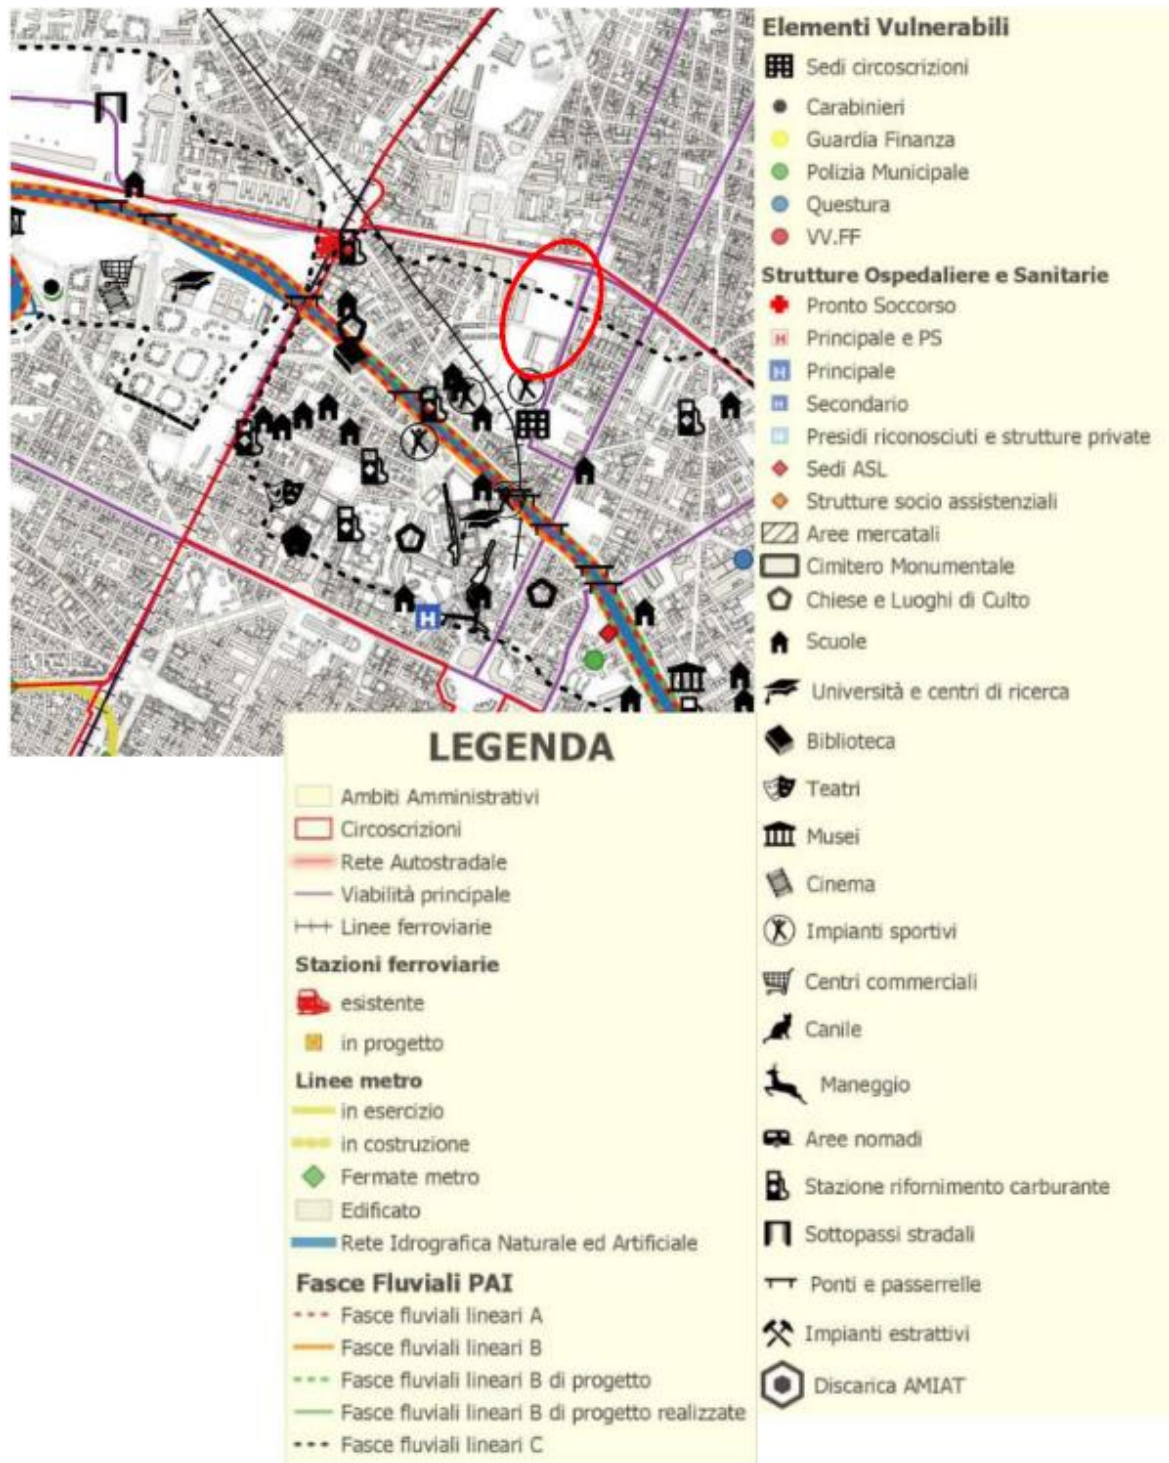 Elementi Vulnerabili
Sedi circoscrizioni
Carabinieri
Guardia Finanza
Polizia Municipale
Questura
VV.FF
Strutture Ospedaliere e Sanitarie
Pronto Soccorso
H Principale e PS
H Principale
H Secondario
H Presidi riconosciuti e strutture private
Sedi ASL
Strutture socio assistenziali
Aree mercatali
Cimitero Monumentale
Chiese e Luoghi di Culto
Scuole
Università e centri di ricerca
Biblioteca
Teatri
Musei
Cinema
Impianti sportivi
Centri commerciali
Canile
Maneggio
Aree nomadi
Stazione rifornimento carburante
Sottopassi stradali
Ponti e passerrelle
Impianti estrattivi
Discarica AMIAT
H
LEGENDA
Ambiti Amministrativi
Circoscrizioni
Rete Autostradale
Viabilità principale
Linee ferroviarie
Stazioni ferroviarie
esistente
in progetto
Linee metro
in esercizio
in costruzione
Fermate metro
Edificato
Rete Idrografica Naturale ed Artificiale
Fasce Fluviali PAI
Fasce fluviali lineari A
Fasce fluviali lineari B
Fasce fluviali lineari B di progetto
Fasce fluviali lineari B di progetto realizzate
Fasce fluviali lineari C